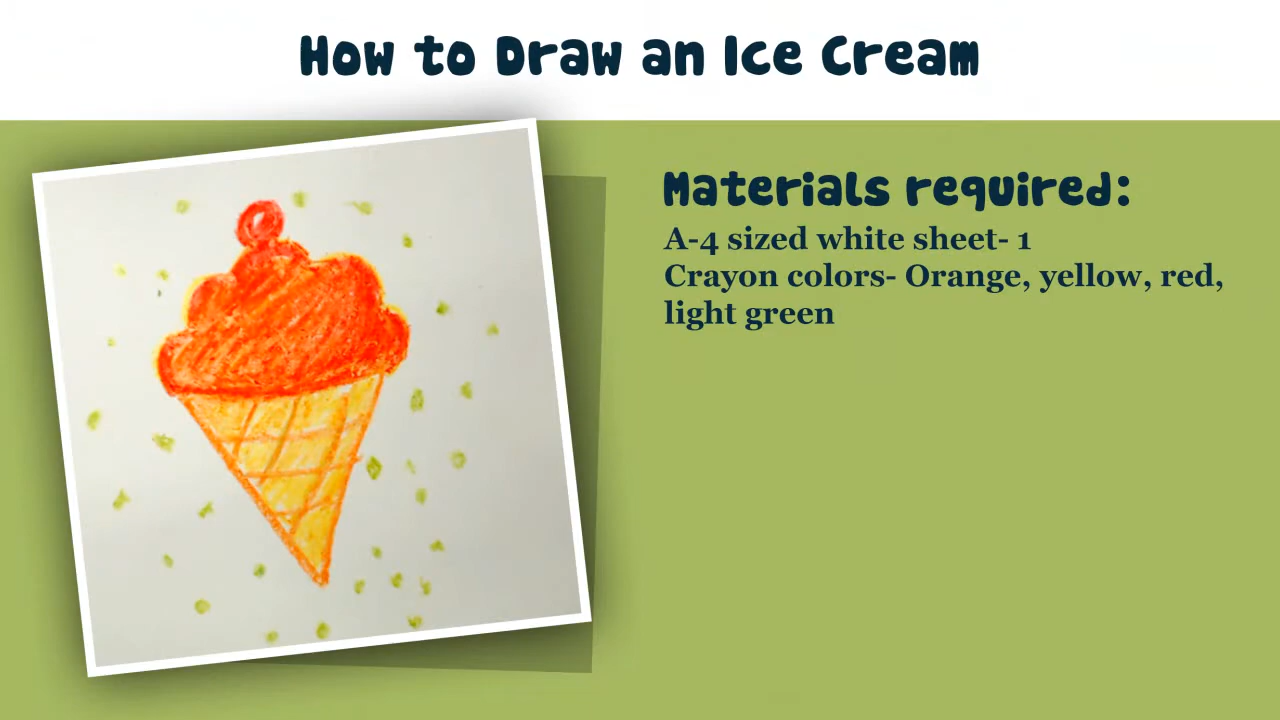 How to Draw an Ice Cream
Materials required:
A-4 sized white sheet- 1
Crayon colors- Orange, yellow, red,
light green